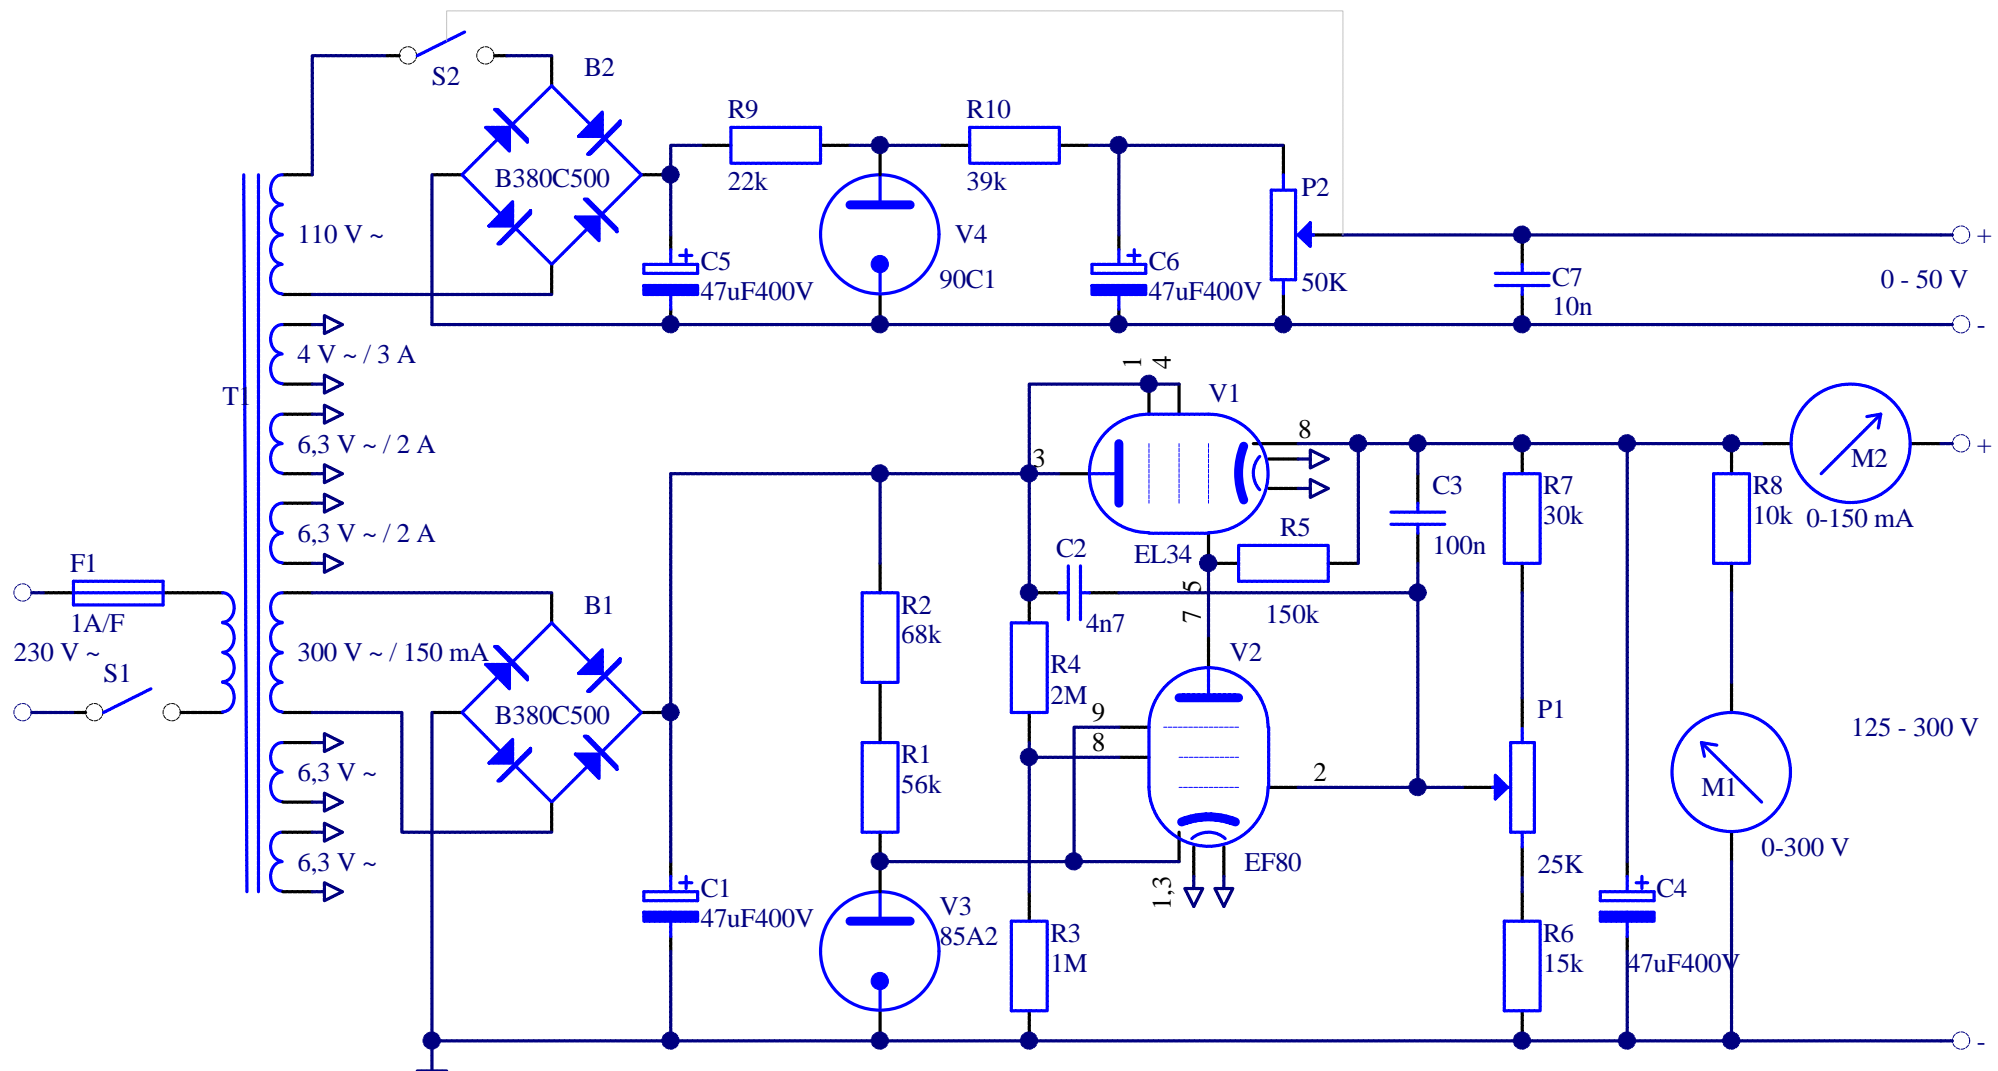 S2
B2
B380C500
110 V ~
R9
22k
R10
39k
P2
50K
+
C5
47uF400V
V4
90C1
+
C6
47uF400V
C7
10n
+
0 - 50 V
-
T1
4 V ~ / 3 A
6,3 V ~ / 2 A
6,3 V ~ / 2 A
1
4
V1
8
3
EL34
R5
150k
C3
100n
R7
30k
R8
10k
M2
0-150 mA
+
F1
1A/F
230 V ~
S1
300 V ~ / 150 mA
B1
B380C500
6,3 V ~
6,3 V ~
R2
68k
R1
56k
C2
4n7
5
7
R4
2M
V2
9
8
2
EF80
1,3
P1
25K
M1
0-300 V
125 - 300 V
+
C1
47uF400V
V3
85A2
R3
1M
R6
15k
+
C4
47uF400V
-